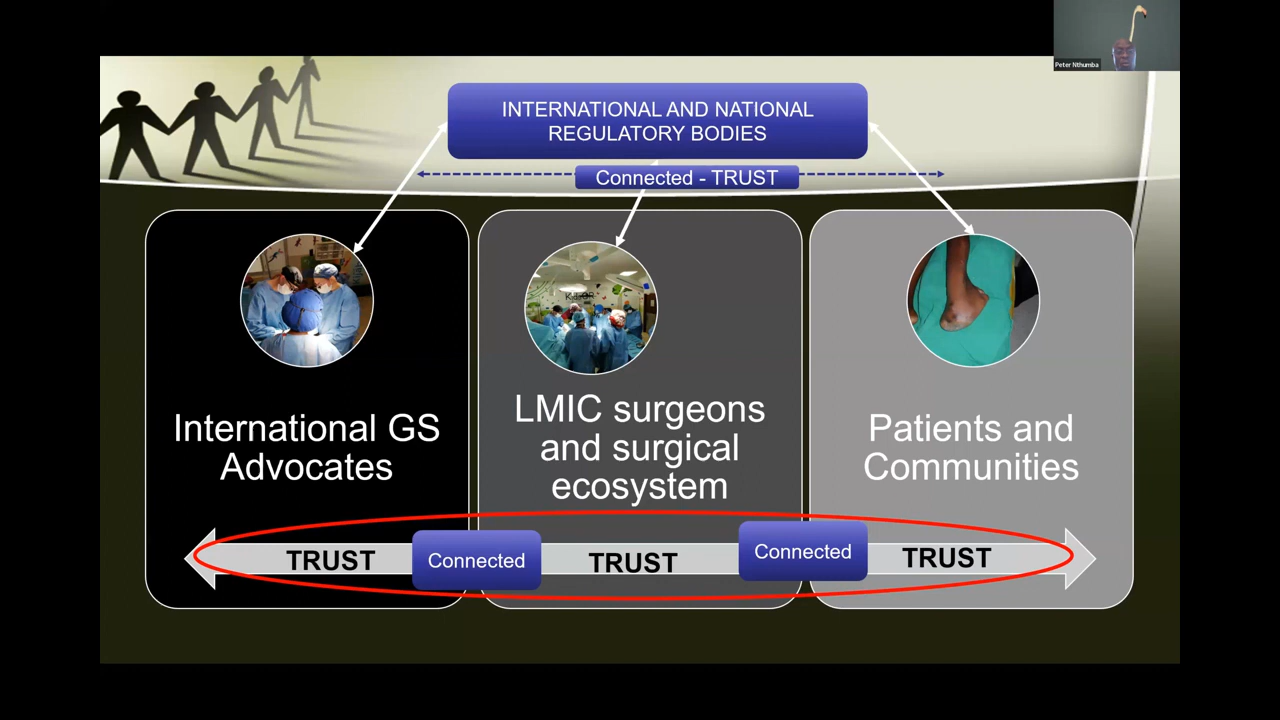 Peter Nthumba
INTERNATIONAL AND NATIONAL
REGULATORY BODIES
Connected - TRUST
International GS
Advocates
LMIC surgeons
and surgical
ecosystem
Patients and
Communities
TRUST
Connected
TRUST
Connected
TRUST